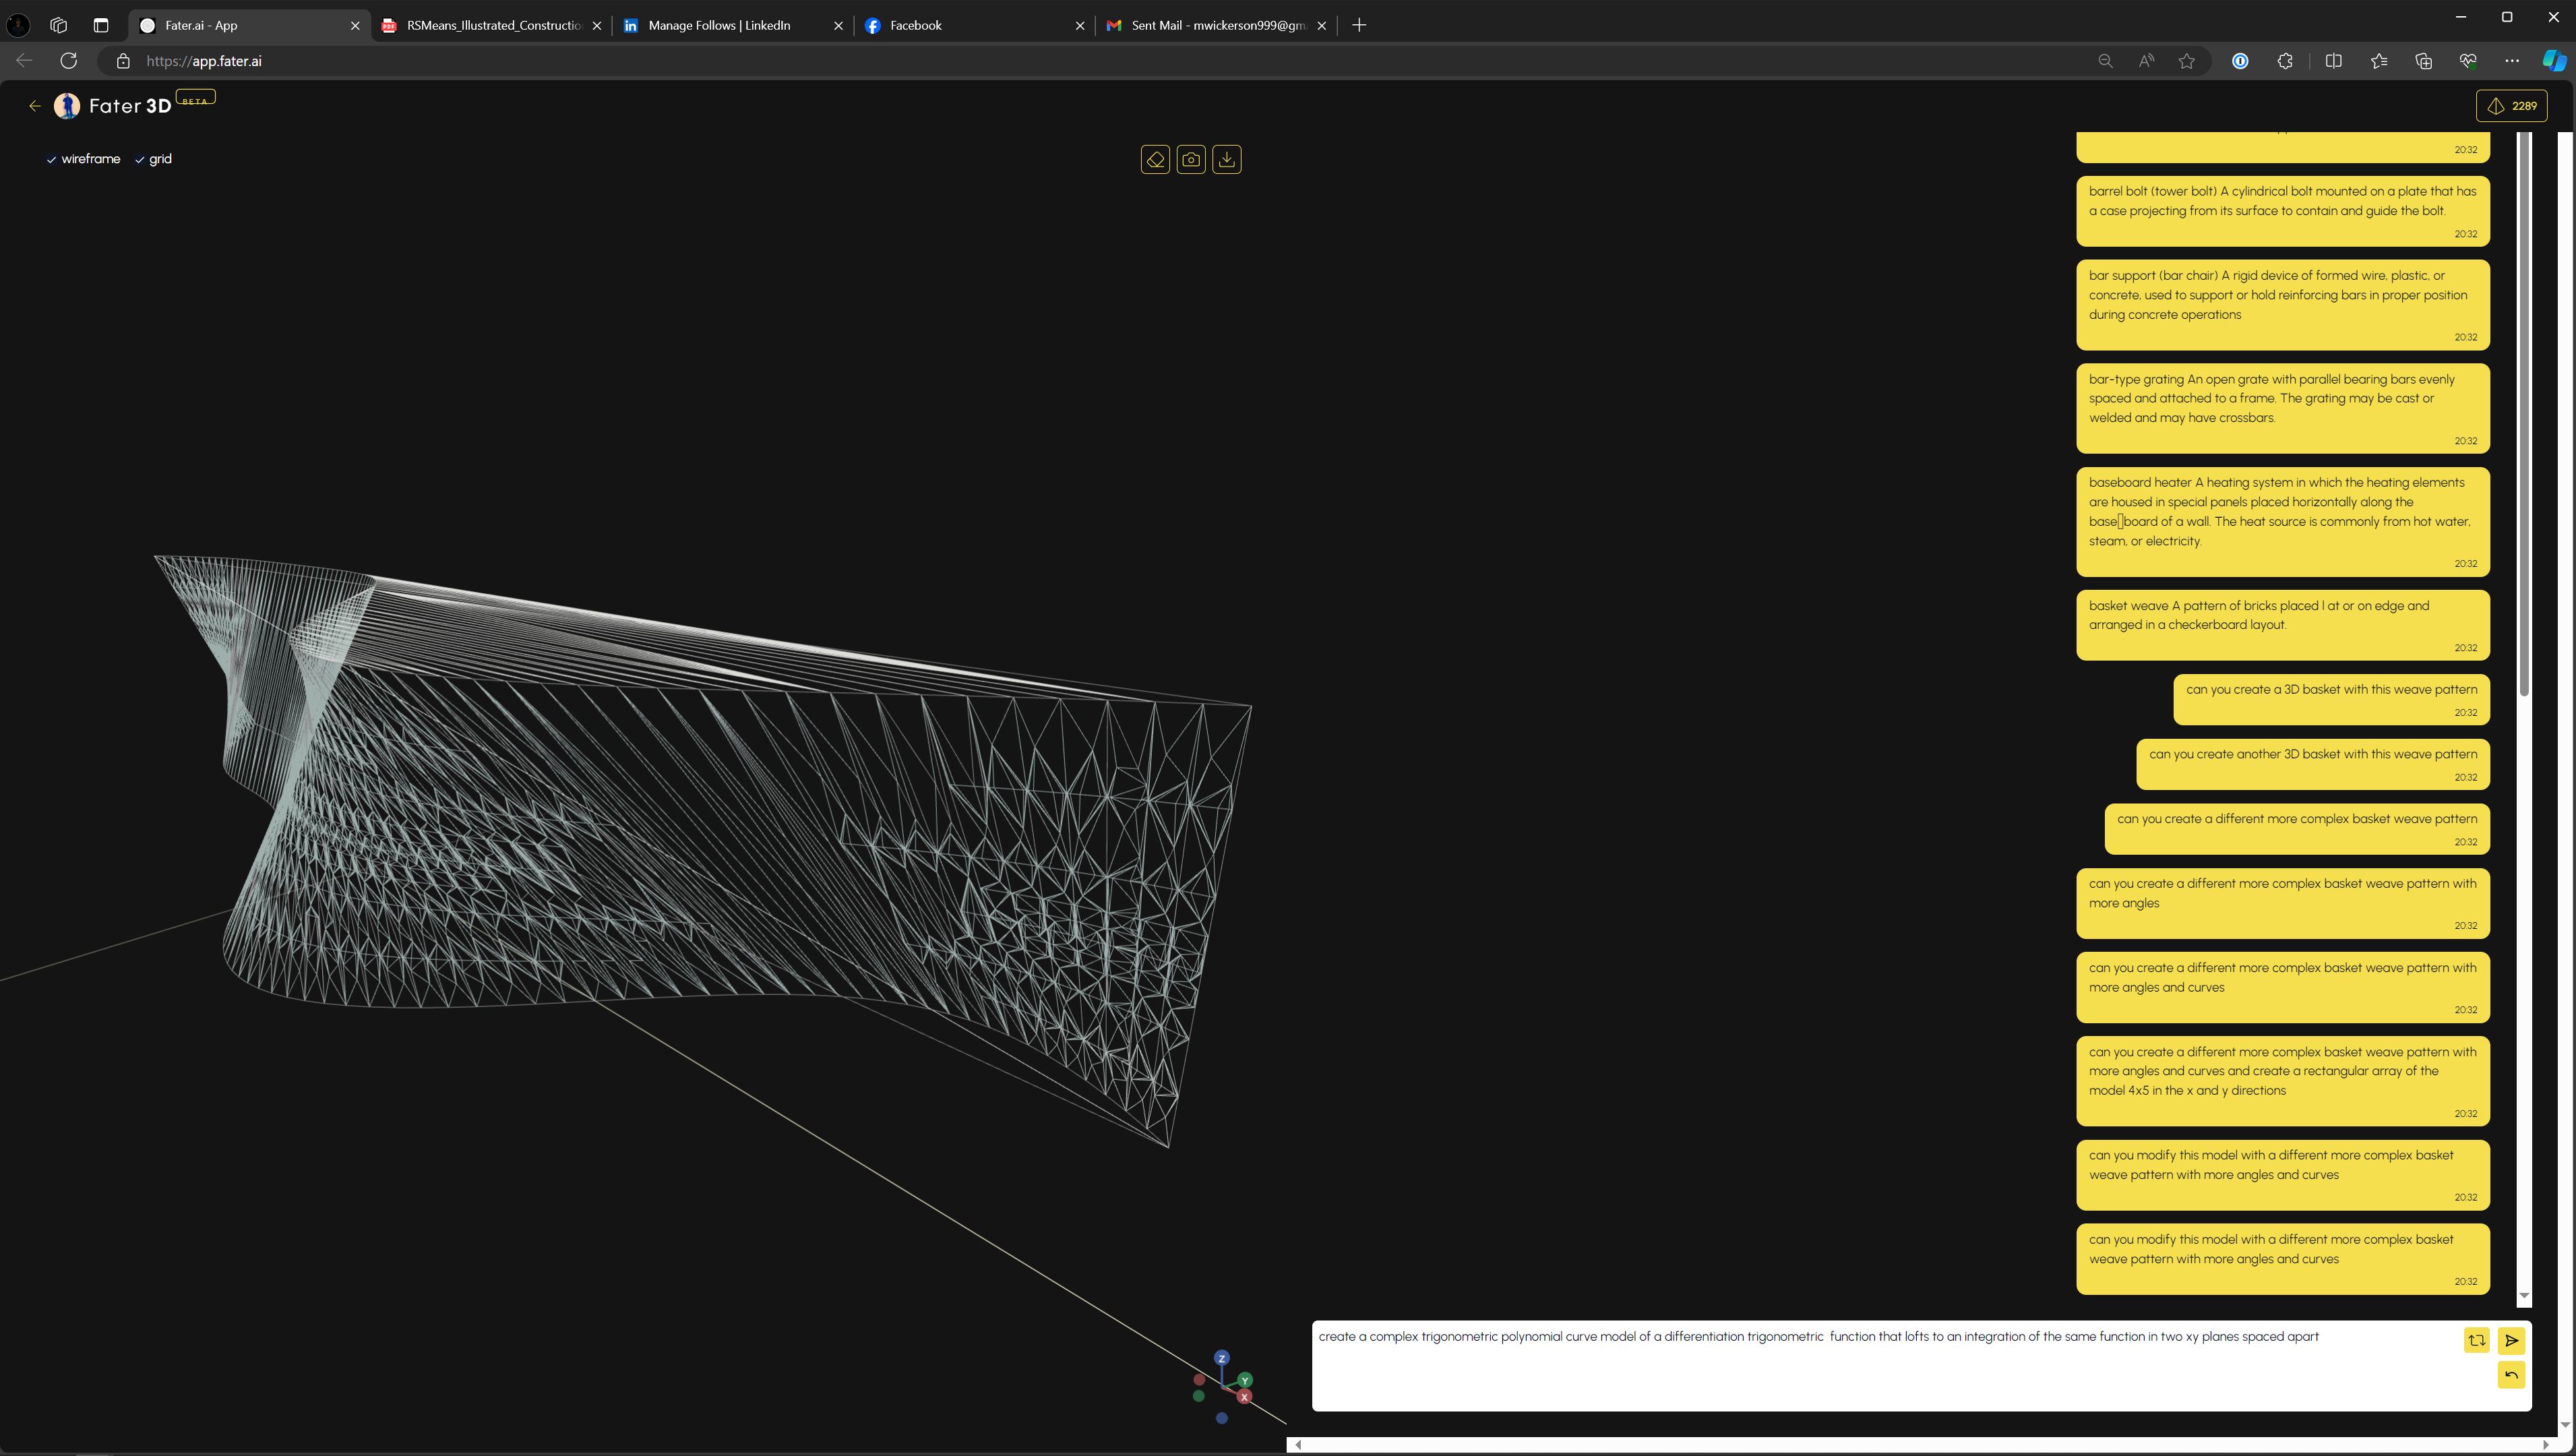 Fater.ai - App
RSMeans_Illustrated_Constructio
Manage Follows | LinkedIn
Facebook
Sent Mail - mwickerson999@gm
https://app.fater.ai
Fater 3D BETA
2289
wireframe grid
20:32
barrel bolt (tower bolt) A cylindrical bolt mounted on a plate that has
a case projecting from its surface to contain and guide the bolt.
20:32
bar support (bar chair) A rigid device of formed wire, plastic, or
concrete, used to support or hold reinforcing bars in proper position
during concrete operations
20:32
bar-type grating An open grate with parallel bearing bars evenly
spaced and attached to a frame. The grating may be cast or
welded and may have crossbars.
20:32
baseboard heater A heating system in which the heating elements
are housed in special panels placed horizontally along the
base▯board of a wall. The heat source is commonly from hot water,
steam, or electricity.
20:32
basket weave A pattern of bricks placed l at or on edge and
arranged in a checkerboard layout.
20:32
can you create a 3D basket with this weave pattern
20:32
can you create another 3D basket with this weave pattern
20:32
can you create a different more complex basket weave pattern
20:32
can you create a different more complex basket weave pattern with
more angles
20:32
can you create a different more complex basket weave pattern with
more angles and curves
20:32
can you create a different more complex basket weave pattern with
more angles and curves and create a rectangular array of the
model 4x5 in the x and y directions
20:32
can you modify this model with a different more complex basket
weave pattern with more angles and curves
20:32
can you modify this model with a different more complex basket
weave pattern with more angles and curves
20:32
create a complex trigonometric polynomial curve model of a differentiation trigonometric  function that lofts to an integration of the same function in two xy planes spaced apart
Z
Y
X